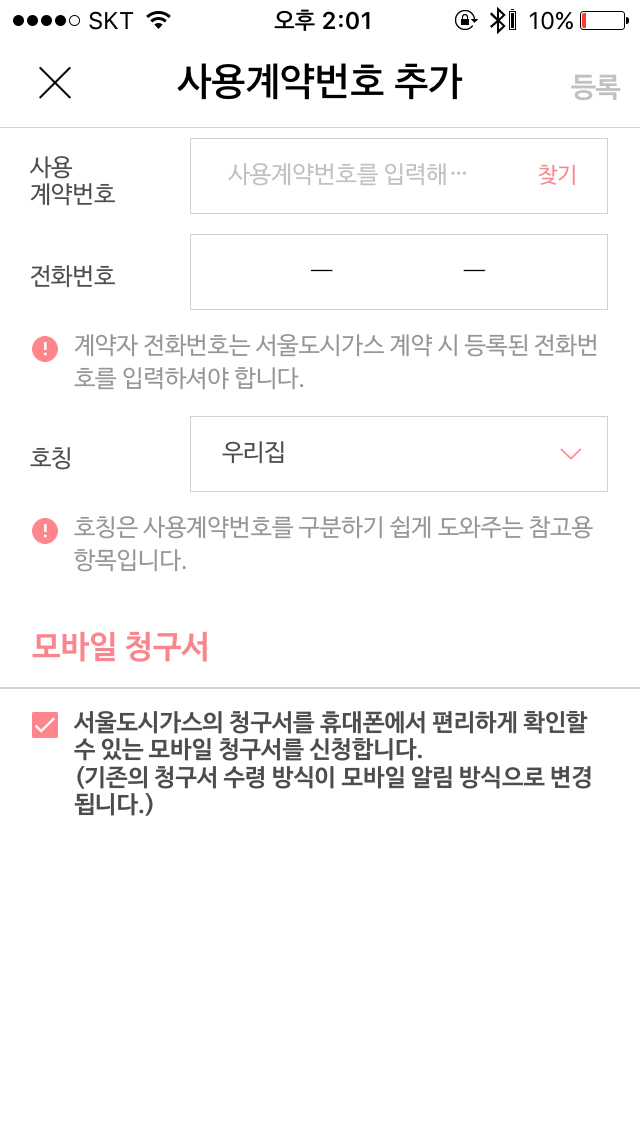 SKT 오후 2:01 10%
사용계약번호 추가 등록
사용
계약번호
사용계약번호를 입력해··· 찾기
전화번호 — —
계약자 전화번호는 서울도시가스 계약 시 등록된 전화번
호를 입력하셔야 합니다.
호칭 우리집
호칭은 사용계약번호를 구분하기 쉽게 도와주는 참고용
항목입니다.
모바일 청구서
서울도시가스의 청구서를 휴대폰에서 편리하게 확인할
수 있는 모바일 청구서를 신청합니다.
(기존의 청구서 수령 방식이 모바일 알림 방식으로 변경
됩니다.)